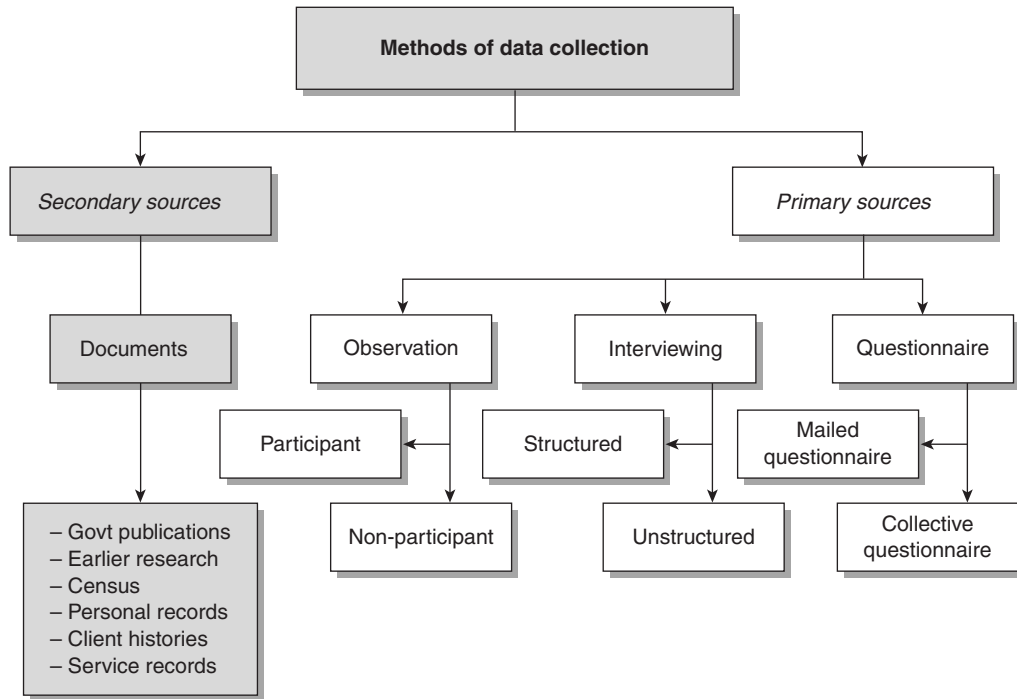 Methods of data collection
Secondary sources
Primary sources
Documents
Observation
Interviewing
Questionnaire
Participant
Structured
Mailed
questionnaire
– Govt publications
– Earlier research
– Census
– Personal records
– Client histories
– Service records
Non-participant
Unstructured
Collective
questionnaire